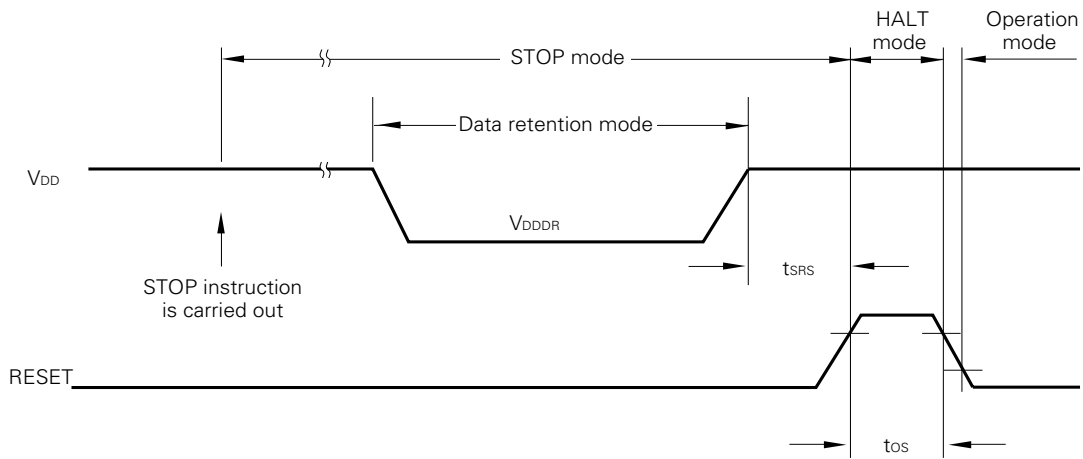 HALT
mode
Operation
mode
STOP mode
Data retention mode
VDD
VDDDR
tSRS
STOP instruction
is carried out
RESET
tOS